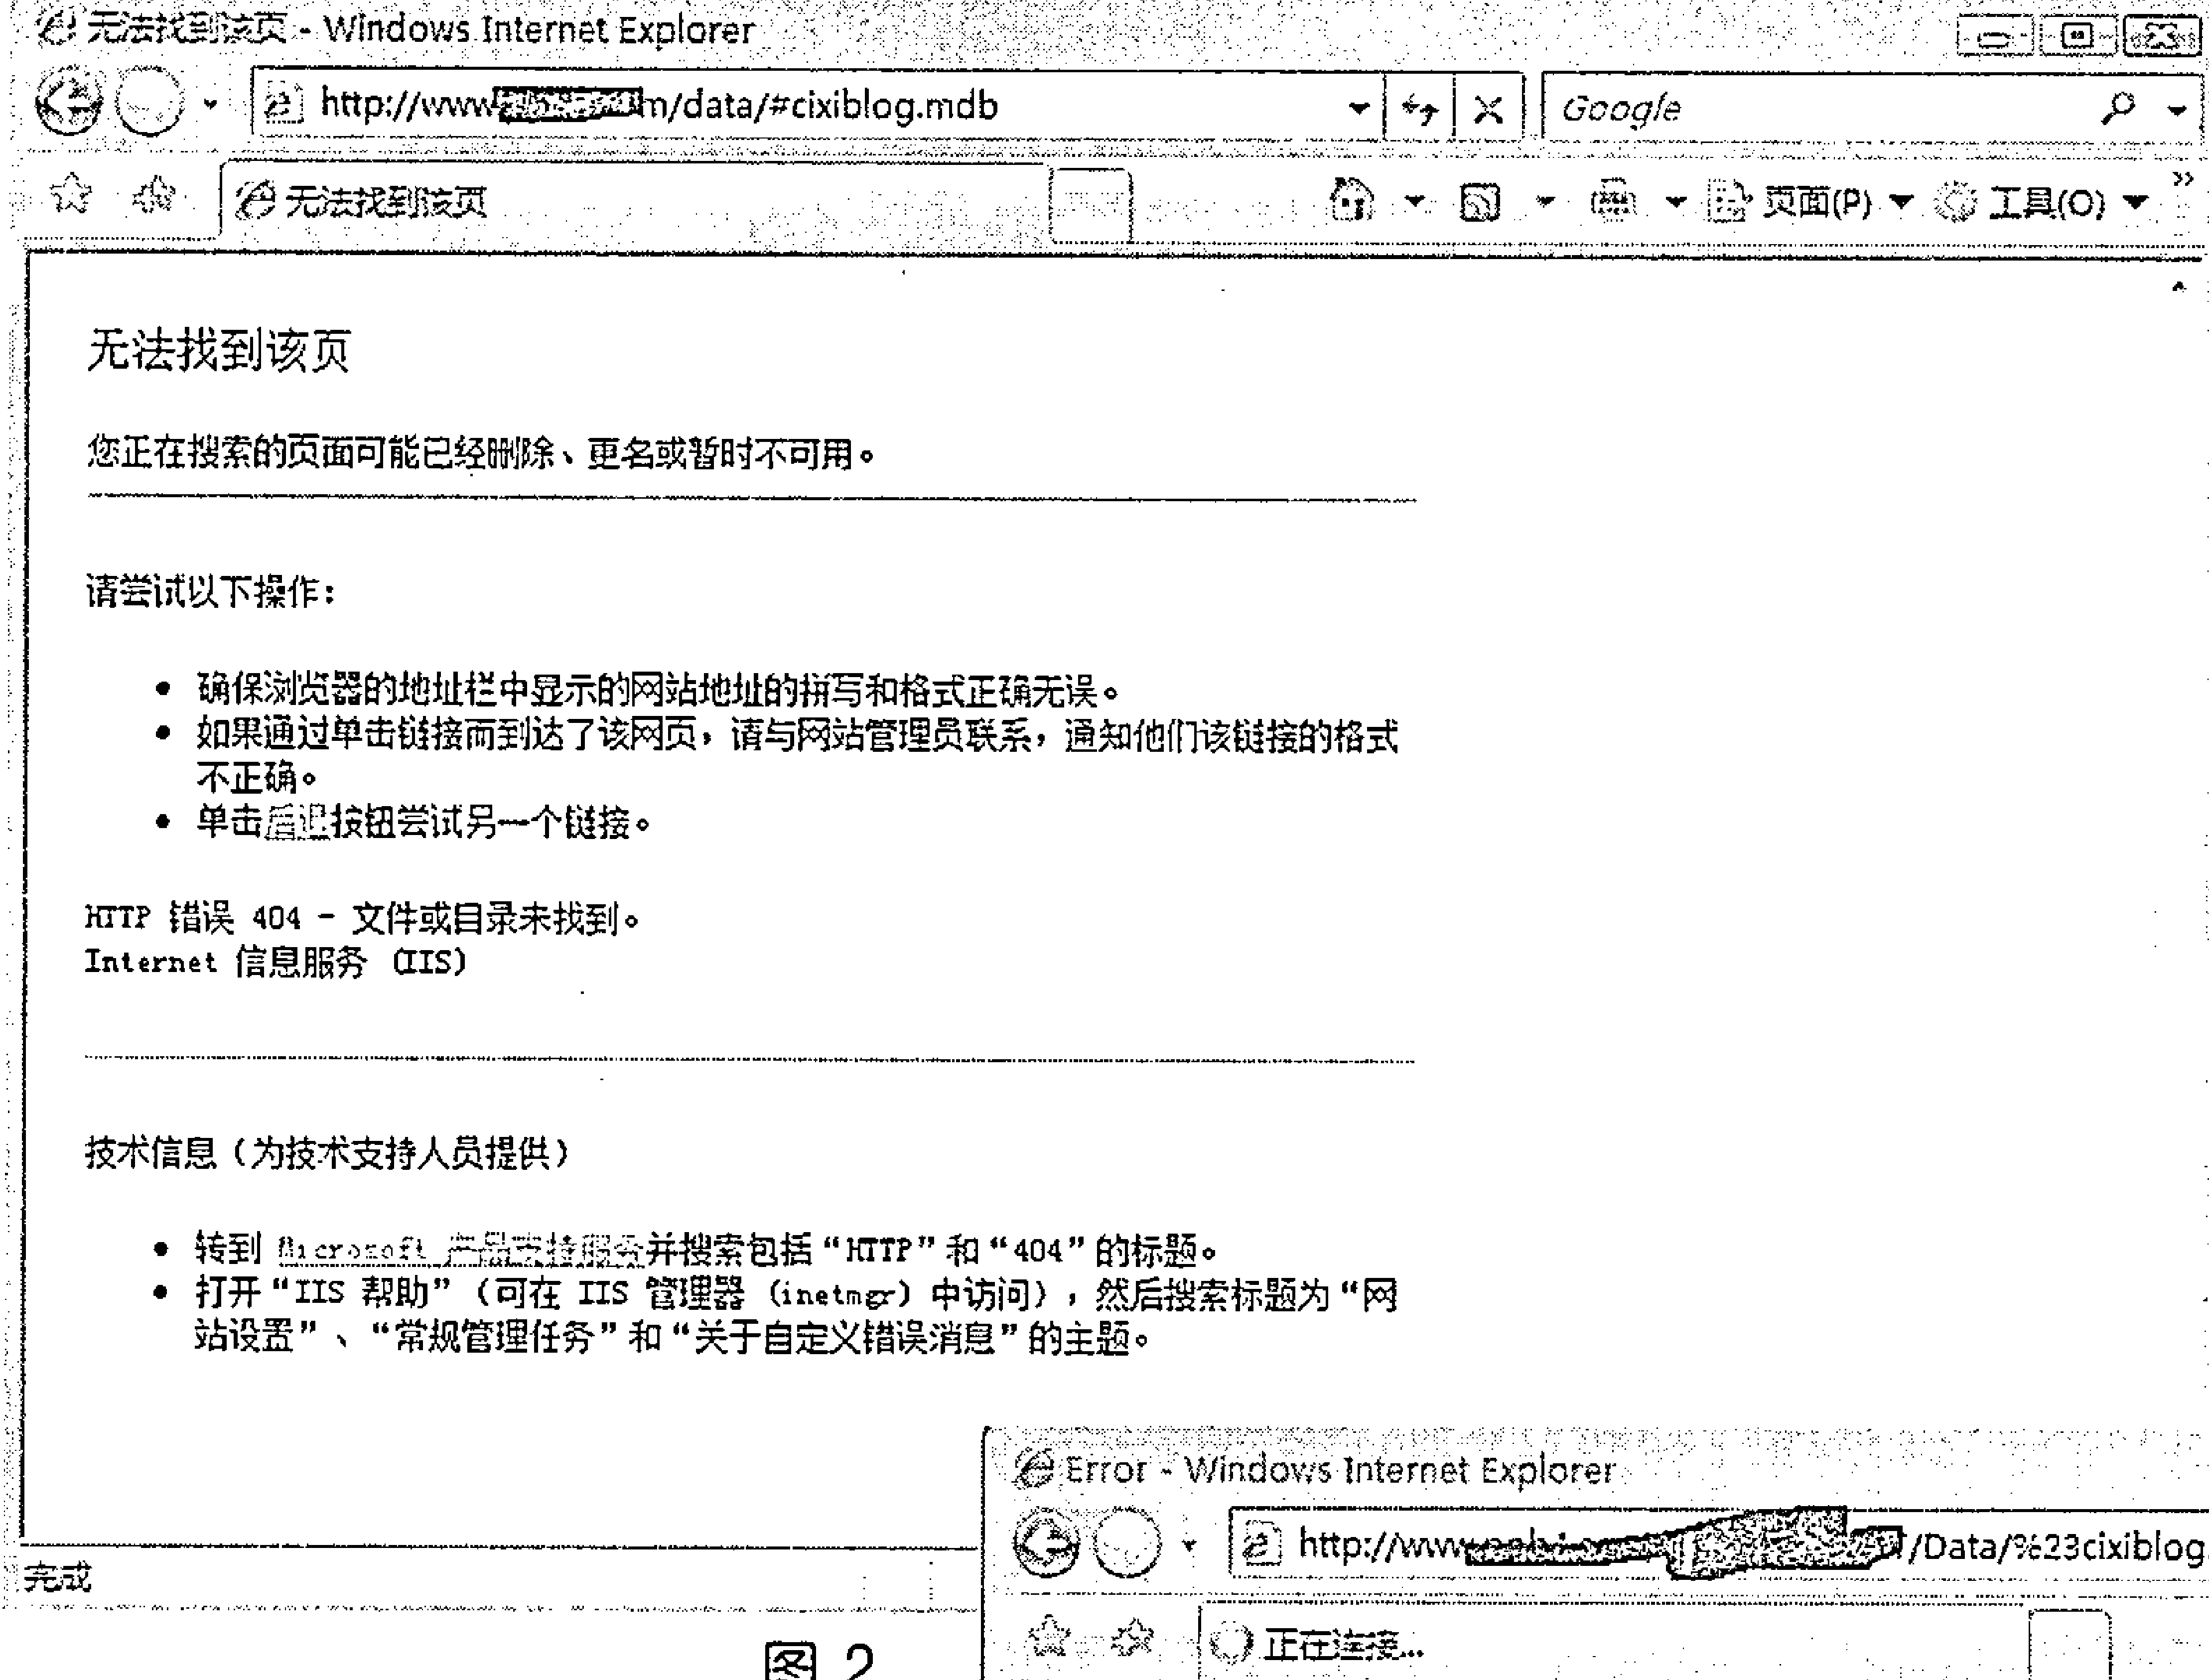 无法找到该页 - Windows Internet Explorer
http://www m/data/#cixiblog.mdb
Google
无法找到该页
页面(P)
工具(O)
无法找到该页
您正在搜索的页面可能已经删除、更名或暂时不可用。
请尝试以下操作:
• 确保浏览器的地址栏中显示的网站地址的拼写和格式正确无误。
• 如果通过单击链接而到达了该网页，请与网站管理员联系，通知他们该链接的格式
不正确。
• 单击后退按钮尝试另一个链接。
HTTP 错误 404 - 文件或目录未找到。
Internet 信息服务 (IIS)
技术信息（为技术支持人员提供）
• 转到 Microsoft 产品支持服务并搜索包括“HTTP”和“404”的标题。
• 打开“IIS 帮助”（可在 IIS 管理器 (inetmgr) 中访问），然后搜索标题为“网
站设置”、“常规管理任务”和“关于自定义错误消息”的主题。
完成
图 2
Error - Windows Internet Explorer
http://www /Data/%23cixiblog
正在连接...